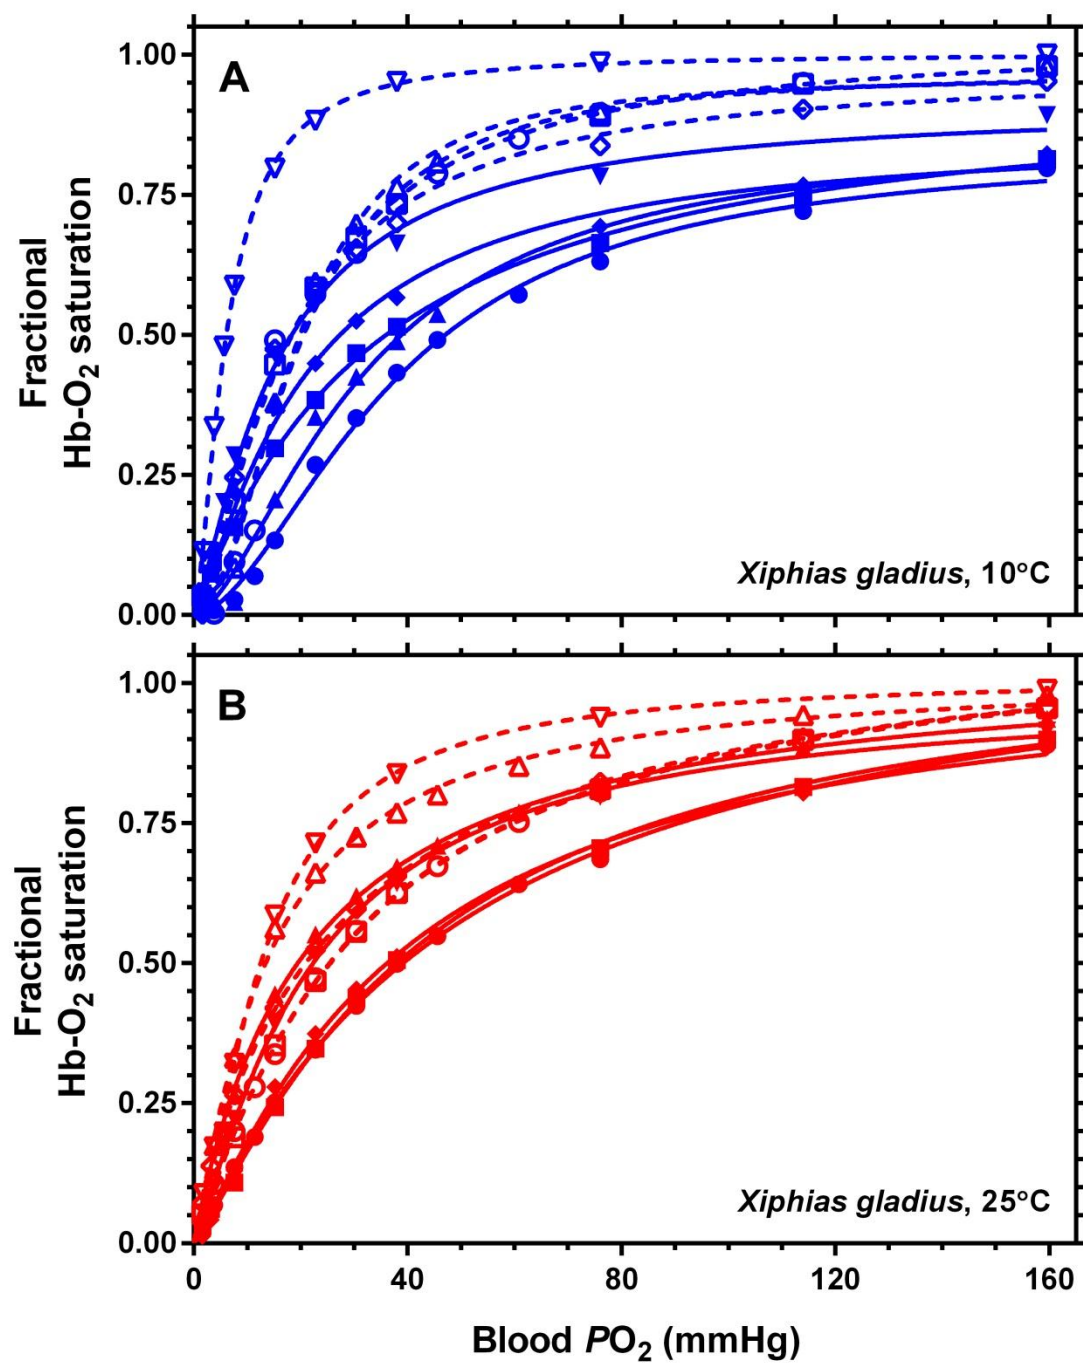 A
1.00
0.75
0.50
0.25
0.00
Fractional
Hb-O₂ saturation
Xiphias gladius, 10°C
B
1.00
0.75
0.50
0.25
0.00
Fractional
Hb-O₂ saturation
Xiphias gladius, 25°C
0 40 80 120 160
Blood PO₂ (mmHg)